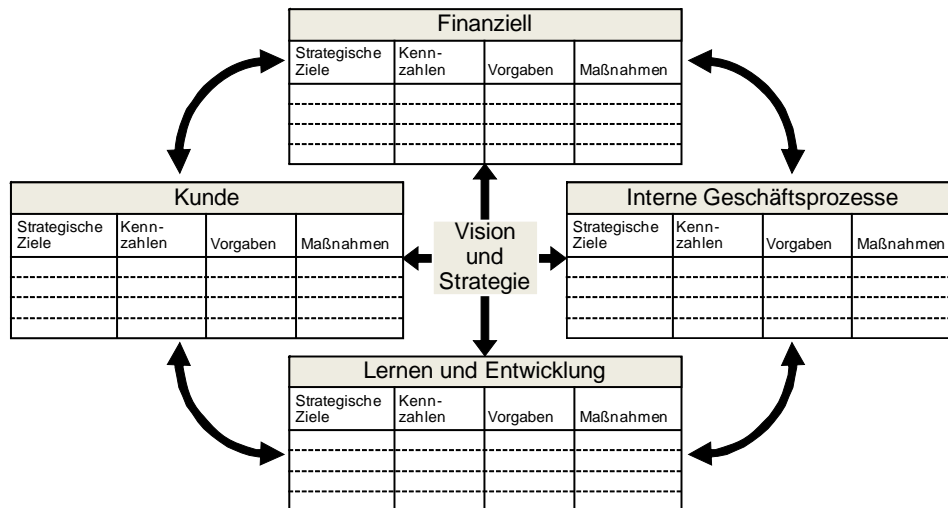 Finanziell
Strategische Ziele
Kenn-
zahlen
Vorgaben
Maßnahmen
Kunde
Strategische
Ziele
Kenn-
zahlen
Vorgaben
Maßnahmen
Vision
und
Strategie
Interne Geschäftsprozesse
Strategische
Ziele
Kenn-
zahlen
Vorgaben
Maßnahmen
Lernen und Entwicklung
Strategische
Ziele
Kenn-
zahlen
Vorgaben
Maßnahmen